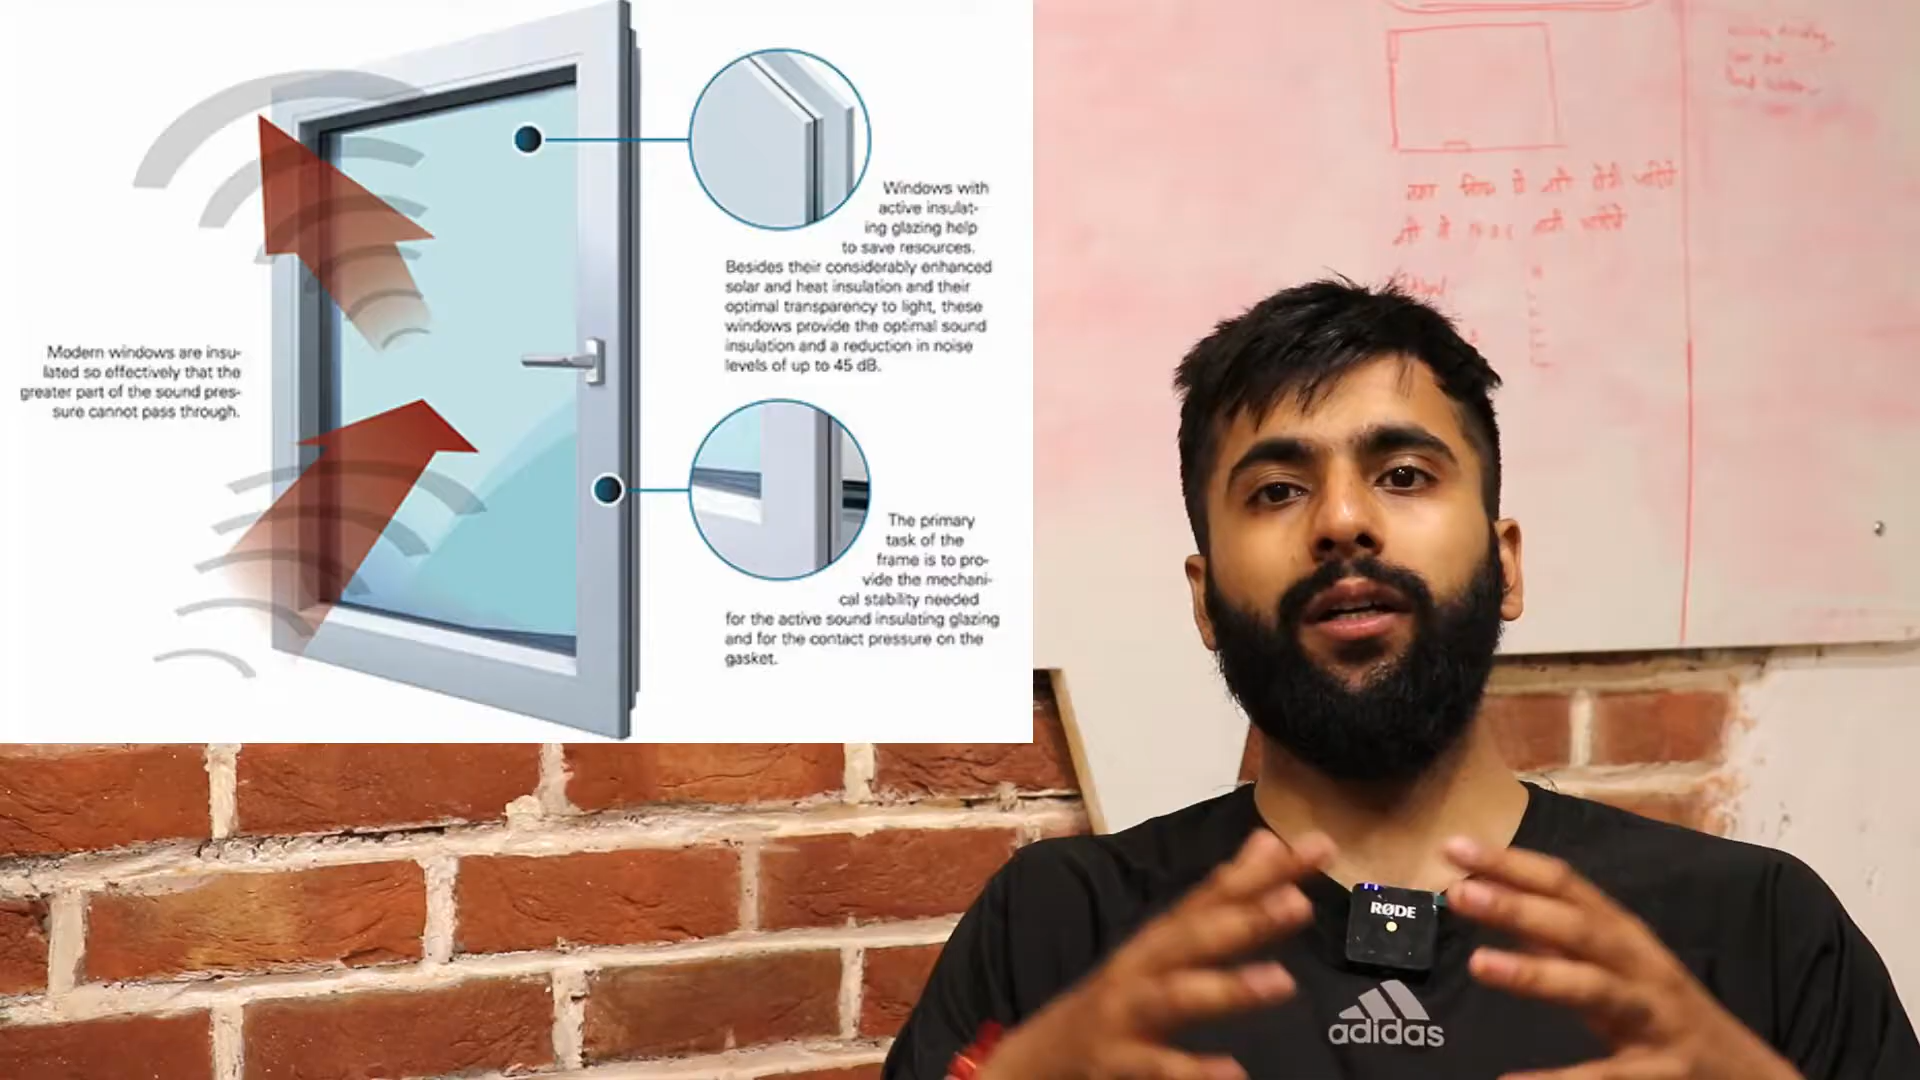 Windows with
active insulat-
ing glazing help
to save resources.
Besides their considerably enhanced
solar and heat insulation and their
optimal transparency to light, these
windows provide the optimal sound
insulation and a reduction in noise
levels of up to 45 dB.
Modern windows are insu-
lated so effectively that the
greater part of the sound pres-
sure cannot pass through.
The primary
task of the
frame is to pro-
vide the mechani-
cal stability needed
for the active sound insulating glazing
and for the contact pressure on the
gasket.
RØDE
adidas